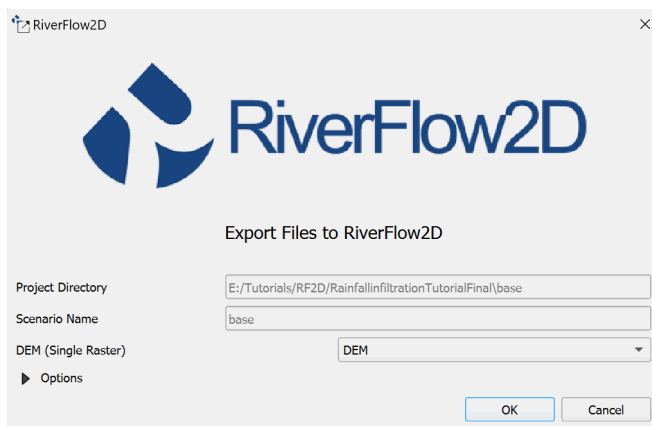 RiverFlow2D
RiverFlow2D
Export Files to RiverFlow2D
Project Directory E:/Tutorials/RF2D/RainfallinfiltrationTutorialFinal\base
Scenario Name base
DEM (Single Raster) DEM
Options
OK Cancel